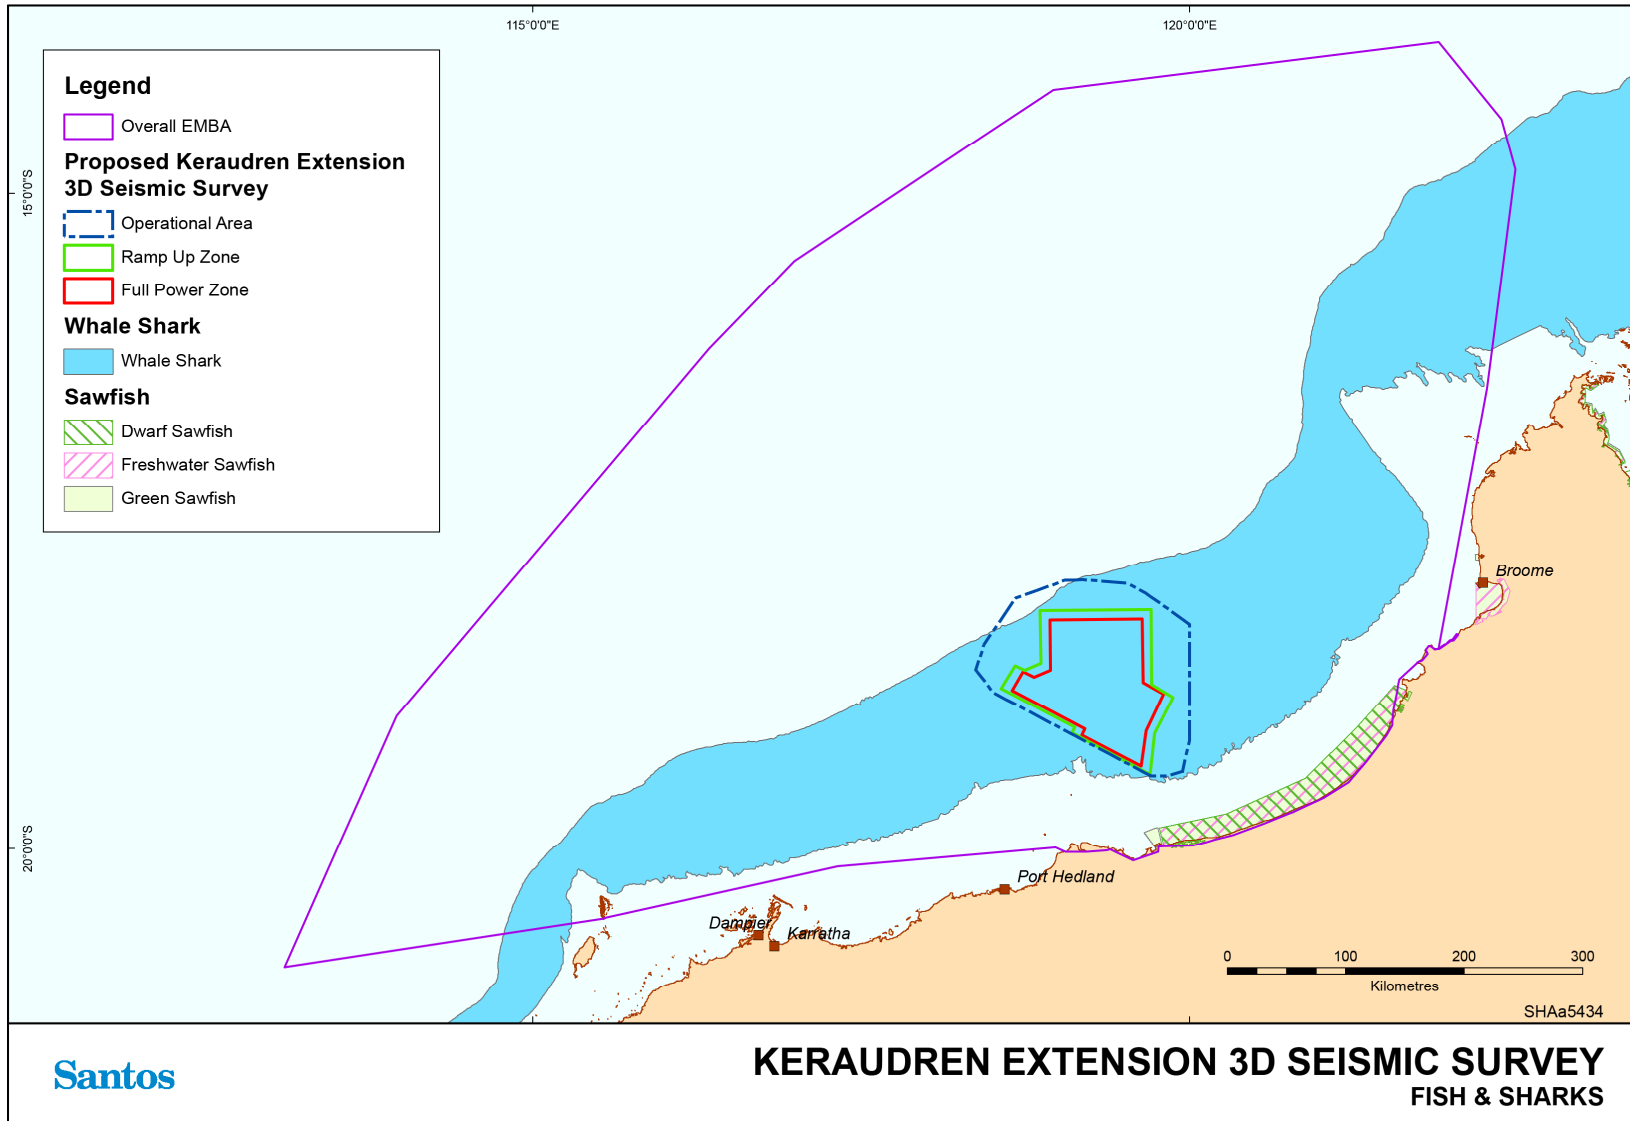 115°0'0"E
120°0'0"E
15°0'0"S
20°0'0"S
Legend
Overall EMBA
Proposed Keraudren Extension
3D Seismic Survey
Operational Area
Ramp Up Zone
Full Power Zone
Whale Shark
Whale Shark
Sawfish
Dwarf Sawfish
Freshwater Sawfish
Green Sawfish
Broome
Port Hedland
Dampier
Karratha
0 100 200 300
Kilometres
SHAa5434
Santos
KERAUDREN EXTENSION 3D SEISMIC SURVEY
FISH & SHARKS